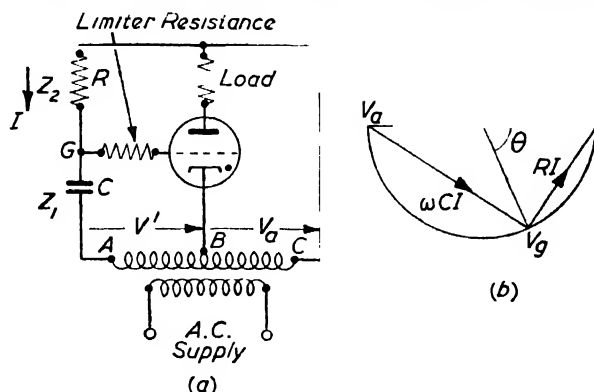 Limiter Resistance
Z2
R
Load
I
G
Z1
C
V'
Va
A
B
C
A.C.
Supply
(a)
Va
θ
ωCI
RI
Vg
(b)